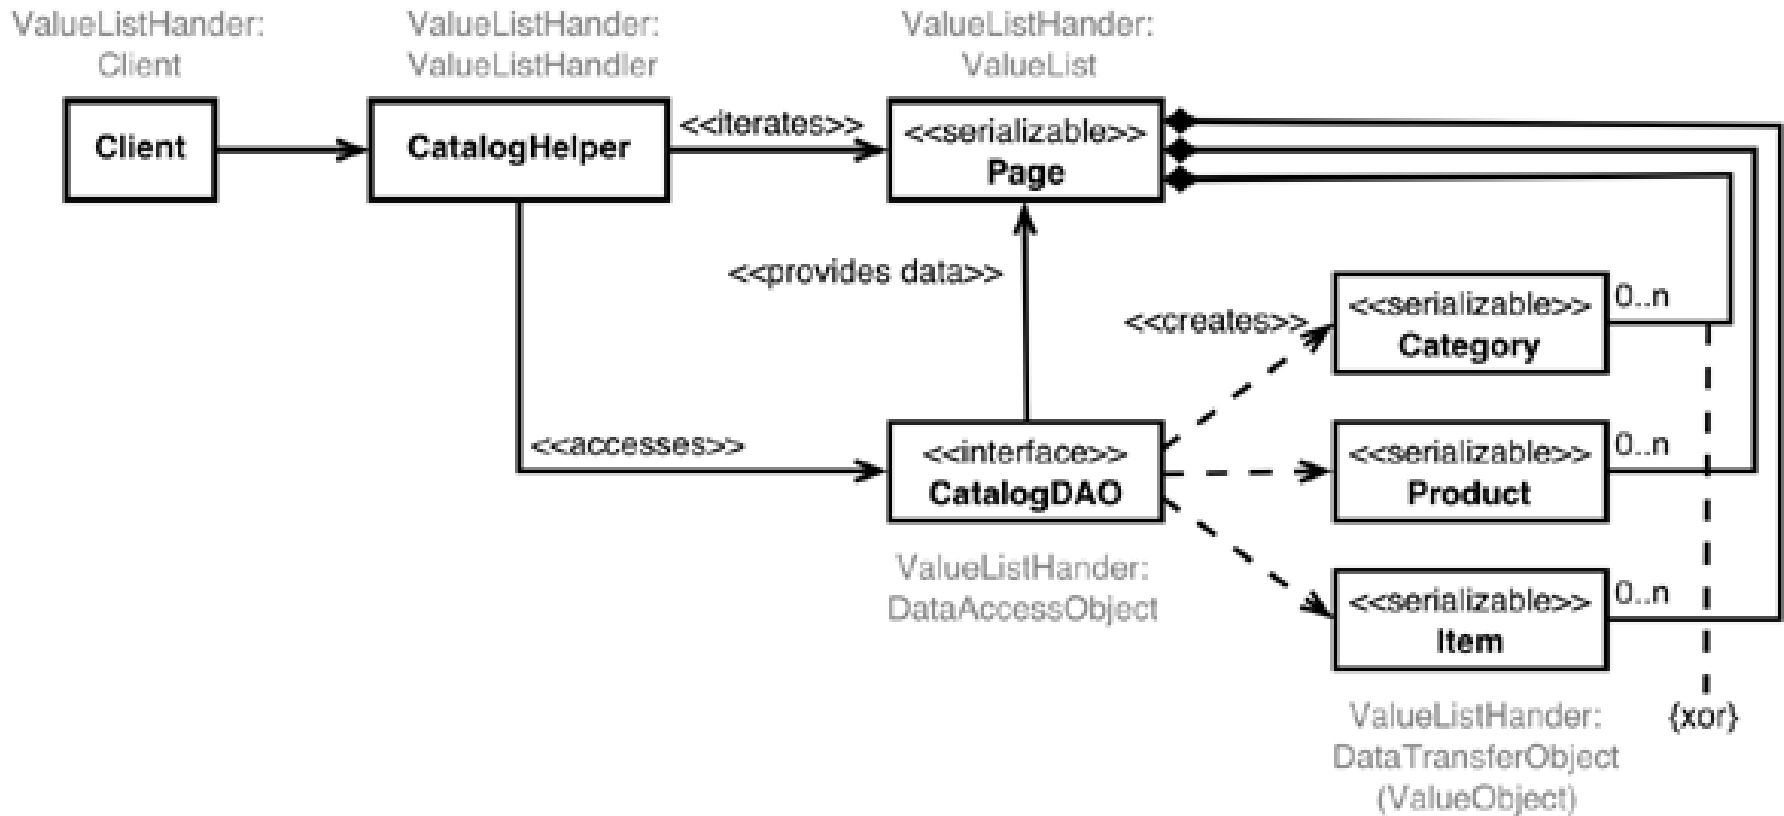 ValueListHander:
Client
ValueListHander:
ValueListHandler
ValueListHander:
ValueList
Client
CatalogHelper
<<iterates>>
<<serializable>>
Page
<<provides data>>
<<creates>>
<<serializable>>
Category
0..n
<<accesses>>
<<interface>>
CatalogDAO
<<serializable>>
Product
0..n
ValueListHander:
DataAccessObject
<<serializable>>
Item
0..n
ValueListHander:
DataTransferObject
(ValueObject)
{xor}